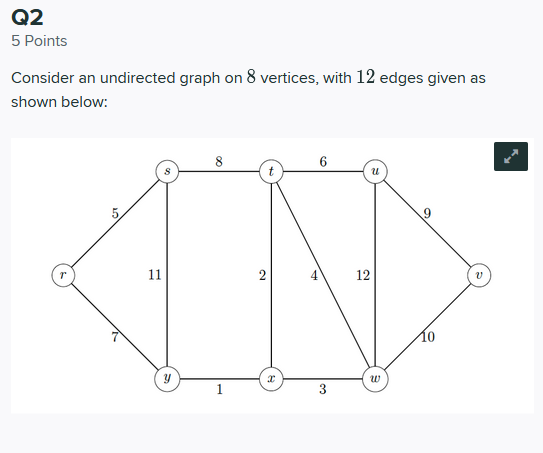 Q2
5 Points
Consider an undirected graph on 8 vertices, with 12 edges given as
shown below:
8 6
s t u
5 9
r 11 2 4 12 v
7 10
y x w
1 3